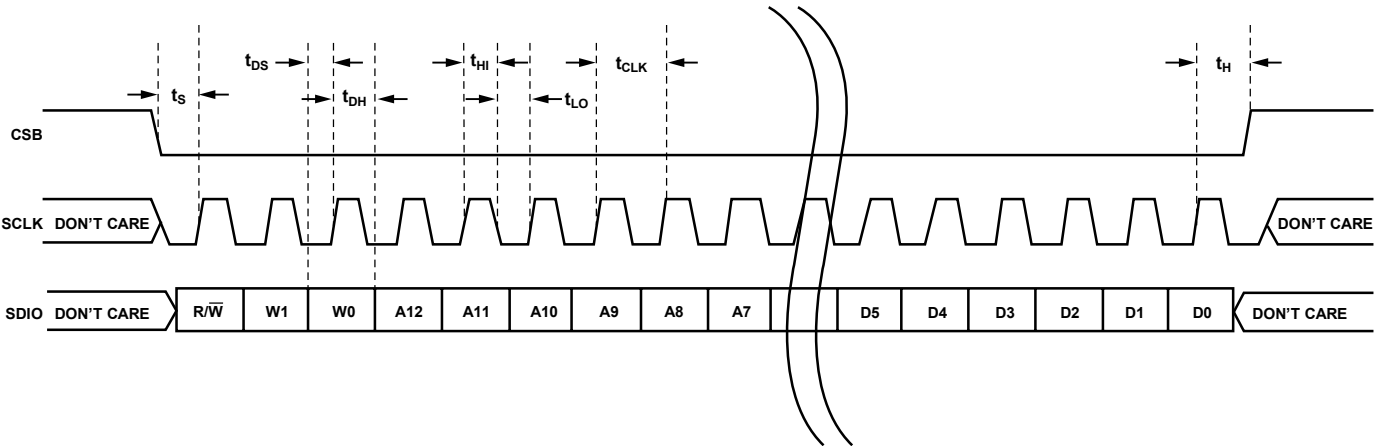 tDS
tHI
tCLK
tH
tS
tDH
tLO
CSB
SCLK DON'T CARE
DON'T CARE
SDIO DON'T CARE R/W̅ W1 W0 A12 A11 A10 A9 A8 A7 D5 D4 D3 D2 D1 D0 DON'T CARE